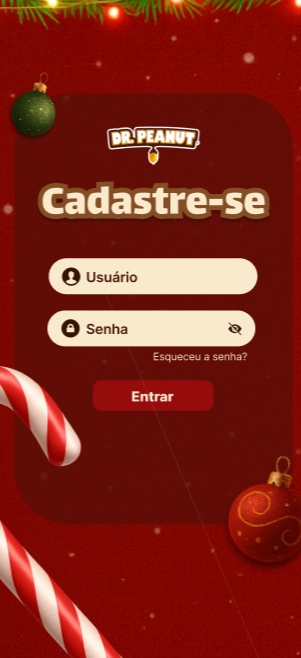 DR. PEANUT
Cadastre-se
Usuário
Senha
Esqueceu a senha?
Entrar